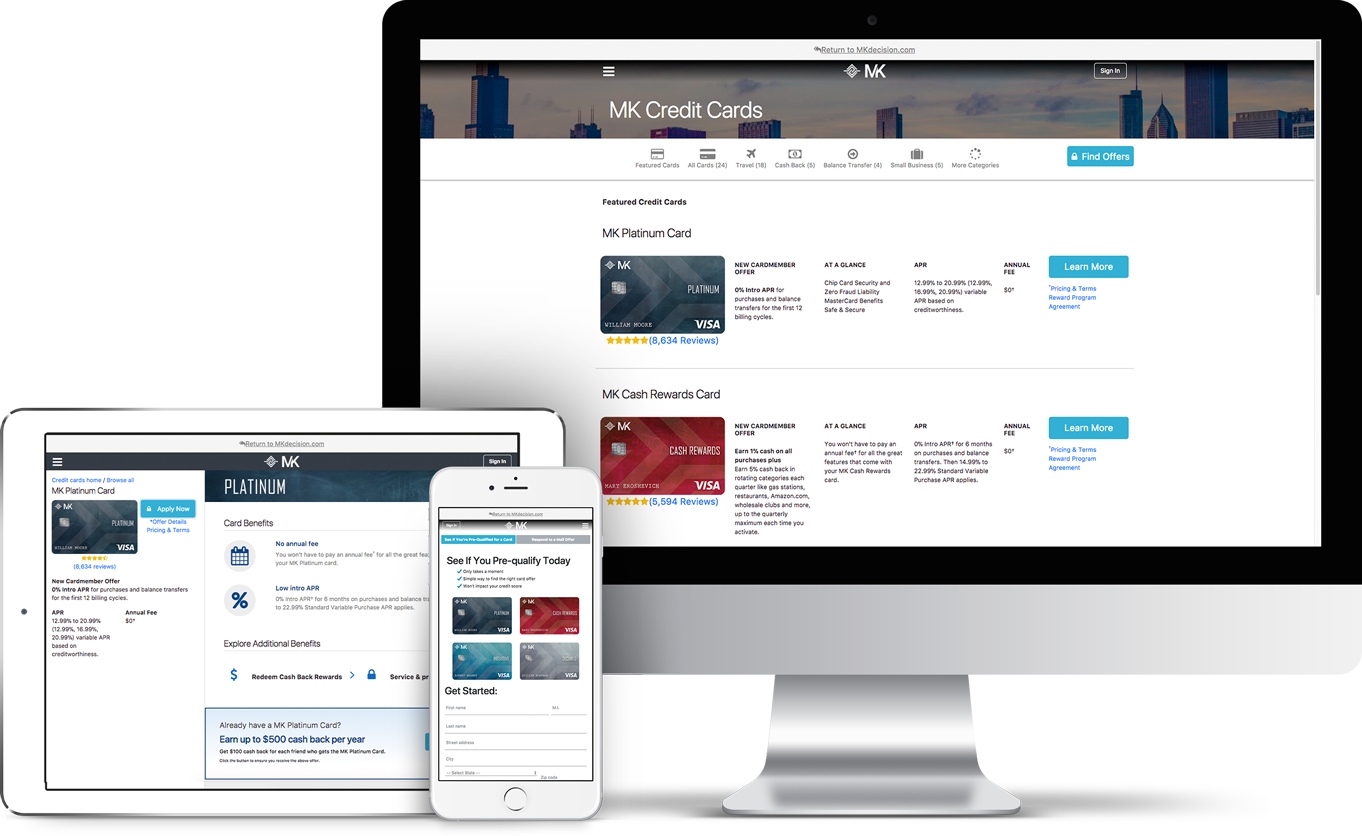 Return to MKdecision.com
MK
Sign In
MK Credit Cards
Featured Cards
All Cards (24)
Travel (18)
Cash Back (5)
Balance Transfer (4)
Small Business (5)
More Categories
Find Offers
Featured Credit Cards
MK Platinum Card
MK
PLATINUM
WILLIAM MOORE
VISA
(8,634 Reviews)
NEW CARDMEMBER
OFFER
0% Intro APR for
purchases and balance
transfers for the first 12
billing cycles.
AT A GLANCE
Chip Card Security and
Zero Fraud Liability
MasterCard Benefits
Safe & Secure
APR
12.99% to 20.99% (12.99%,
16.99%, 20.99%) variable
APR based on
creditworthiness.
ANNUAL
FEE
$0†
Learn More
*Pricing & Terms
Reward Program
Agreement
MK Cash Rewards Card
MK
CASH REWARDS
MARY EROSHEVICH
VISA
(5,594 Reviews)
NEW CARDMEMBER
OFFER
Earn 1% cash on all
purchases plus
Earn 5% cash back in
rotating categories each
quarter like gas stations,
restaurants, Amazon.com,
wholesale clubs and more,
up to the quarterly
maximum each time you
activate.
AT A GLANCE
You won't have to pay an
annual fee† for all the great
features that come with
your MK Cash Rewards
card.
APR
0% Intro APR† for 6 months
on purchases and balance
transfers. Then 14.99% to
22.99% Standard Variable
Purchase APR applies.
ANNUAL
FEE
$0†
Learn More
*Pricing & Terms
Reward Program
Agreement
Return to MKdecision.com
MK
Sign In
Credit cards home / Browse all
MK Platinum Card
MK
PLATINUM
WILLIAM MOORE
VISA
(8,634 reviews)
Apply Now
*Offer Details
Pricing & Terms
New Cardmember Offer
0% Intro APR for purchases and balance transfers
for the first 12 billing cycles.
APR
12.99% to 20.99%
(12.99%, 16.99%,
20.99%) variable APR
based on
creditworthiness.
Annual Fee
$0†
PLATINUM
Card Benefits
No annual fee
You won't have to pay an annual fee† for all the great fea
your MK Platinum card.
Low intro APR
0% Intro APR† for 6 months on purchases and balance tran
to 22.99% Standard Variable Purchase APR applies.
Explore Additional Benefits
Redeem Cash Back Rewards
Service & pr
Already have a MK Platinum Card?
Earn up to $500 cash back per year
Get $100 cash back for each friend who gets the MK Platinum Card.
Click the button to ensure you receive the above offer.
Return to MKdecision.com
Sign In
MK
See If You're Pre-Qualified for a Card
Respond to a Mail Offer
See If You Pre-qualify Today
Only takes a moment
Simple way to find the right card offer
Won't impact your credit score
MK
PLATINUM
WILLIAM MOORE
VISA
MK
CASH REWARDS
VISA
MK
VISA
MK
VISA
Get Started:
First name
M.I.
Last name
Street address
City
-- Select State --
Zip code